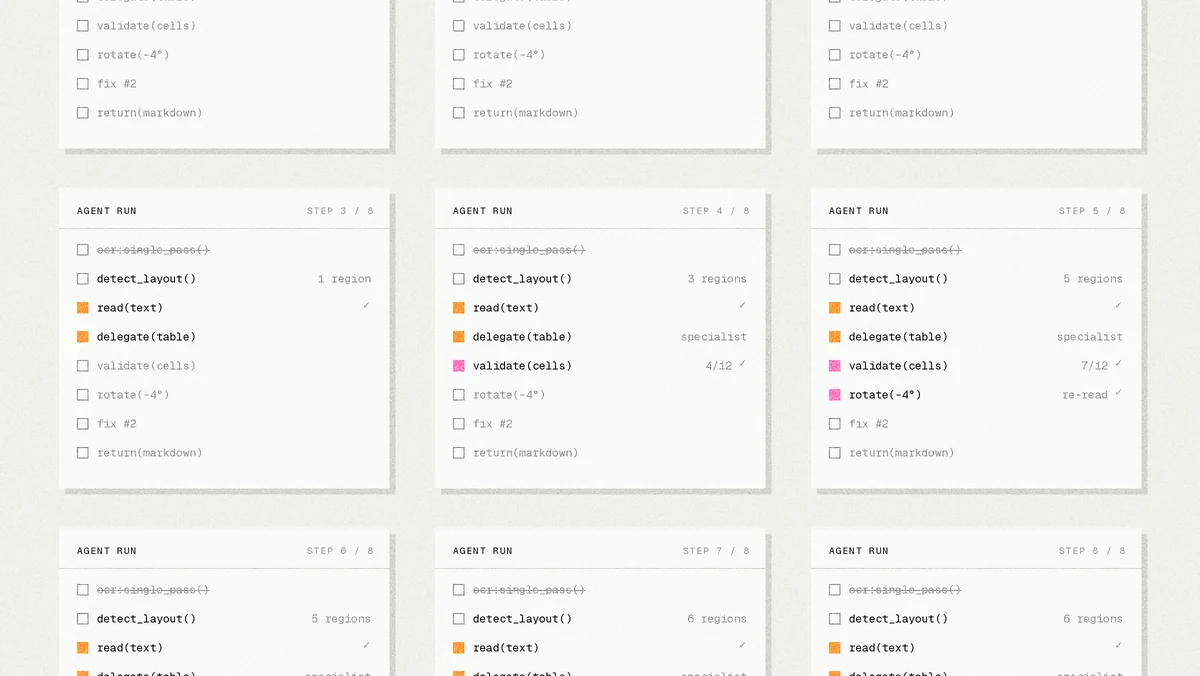 validate(cells)
rotate(-4°)
fix #2
return(markdown)
validate(cells)
rotate(-4°)
fix #2
return(markdown)
validate(cells)
rotate(-4°)
fix #2
return(markdown)
AGENT RUN STEP 3 / 8
ocr:single_pass()
detect_layout() 1 region
read(text) ✓
delegate(table)
validate(cells)
rotate(-4°)
fix #2
return(markdown)
AGENT RUN STEP 4 / 8
ocr:single_pass()
detect_layout() 3 regions
read(text) ✓
delegate(table) specialist
validate(cells) 4/12 ✓
rotate(-4°)
fix #2
return(markdown)
AGENT RUN STEP 5 / 8
ocr:single_pass()
detect_layout() 5 regions
read(text) ✓
delegate(table) specialist
validate(cells) 7/12 ✓
rotate(-4°) re-read ✓
fix #2
return(markdown)
AGENT RUN STEP 6 / 8
ocr:single_pass()
detect_layout() 5 regions
read(text) ✓
AGENT RUN STEP 7 / 8
ocr:single_pass()
detect_layout() 6 regions
read(text) ✓
AGENT RUN STEP 8 / 8
ocr:single_pass()
detect_layout() 6 regions
read(text) ✓